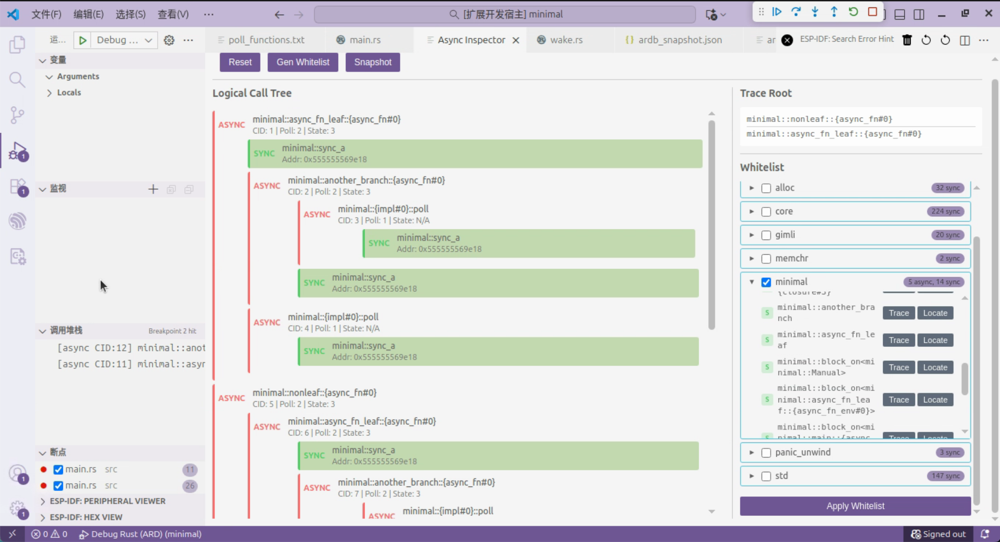 文件(F) 编辑(E) 选择(S) 查看(V) ...
[扩展开发宿主] minimal
运... Debug ...
poll_functions.txt
main.rs
Async Inspector
wake.rs
{} ardb_snapshot.json
ar
ESP-IDF: Search Error Hint
变量
Arguments
Locals
监视
调用堆栈 Breakpoint 2 hit
[async CID:12] minimal::anot
[async CID:11] minimal::asyn
断点
main.rs src 11
main.rs src 26
ESP-IDF: PERIPHERAL VIEWER
ESP-IDF: HEX VIEW
1
1
1
1
Reset Gen Whitelist Snapshot
Logical Call Tree
ASYNC minimal::async_fn_leaf::{async_fn#0}
CID: 1 | Poll: 2 | State: 3
SYNC minimal::sync_a
Addr: 0x555555569e18
ASYNC minimal::another_branch::{async_fn#0}
CID: 2 | Poll: 2 | State: 3
ASYNC minimal::{impl#0}::poll
CID: 3 | Poll: 1 | State: N/A
SYNC minimal::sync_a
Addr: 0x555555569e18
SYNC minimal::sync_a
Addr: 0x555555569e18
ASYNC minimal::{impl#0}::poll
CID: 4 | Poll: 1 | State: N/A
SYNC minimal::sync_a
Addr: 0x555555569e18
ASYNC minimal::nonleaf::{async_fn#0}
CID: 5 | Poll: 2 | State: 3
ASYNC minimal::async_fn_leaf::{async_fn#0}
CID: 6 | Poll: 2 | State: 3
SYNC minimal::sync_a
Addr: 0x555555569e18
ASYNC minimal::another_branch::{async_fn#0}
CID: 7 | Poll: 2 | State: 3
ASYNC minimal::{impl#0}::poll
Trace Root
minimal::nonleaf::{async_fn#0}
minimal::async_fn_leaf::{async_fn#0}
Whitelist
alloc 32 sync
core 224 sync
gimli 20 sync
memchr 2 sync
minimal 5 async, 14 sync
{closure#3}
S minimal::another_bra
nch Trace Locate
S minimal::async_fn_le
af Trace Locate
S minimal::block_on<mi
nimal::Manual> Trace Locate
minimal::block_on<mi
S nimal::async_fn_lea Trace Locate
f::{async_fn_env#0}>
minimal::block_on<mi
S nimal::main::{async Trace Locate
panic_unwind 3 sync
std 147 sync
Apply Whitelist
0 0 Debug Rust (ARD) (minimal)
Signed out